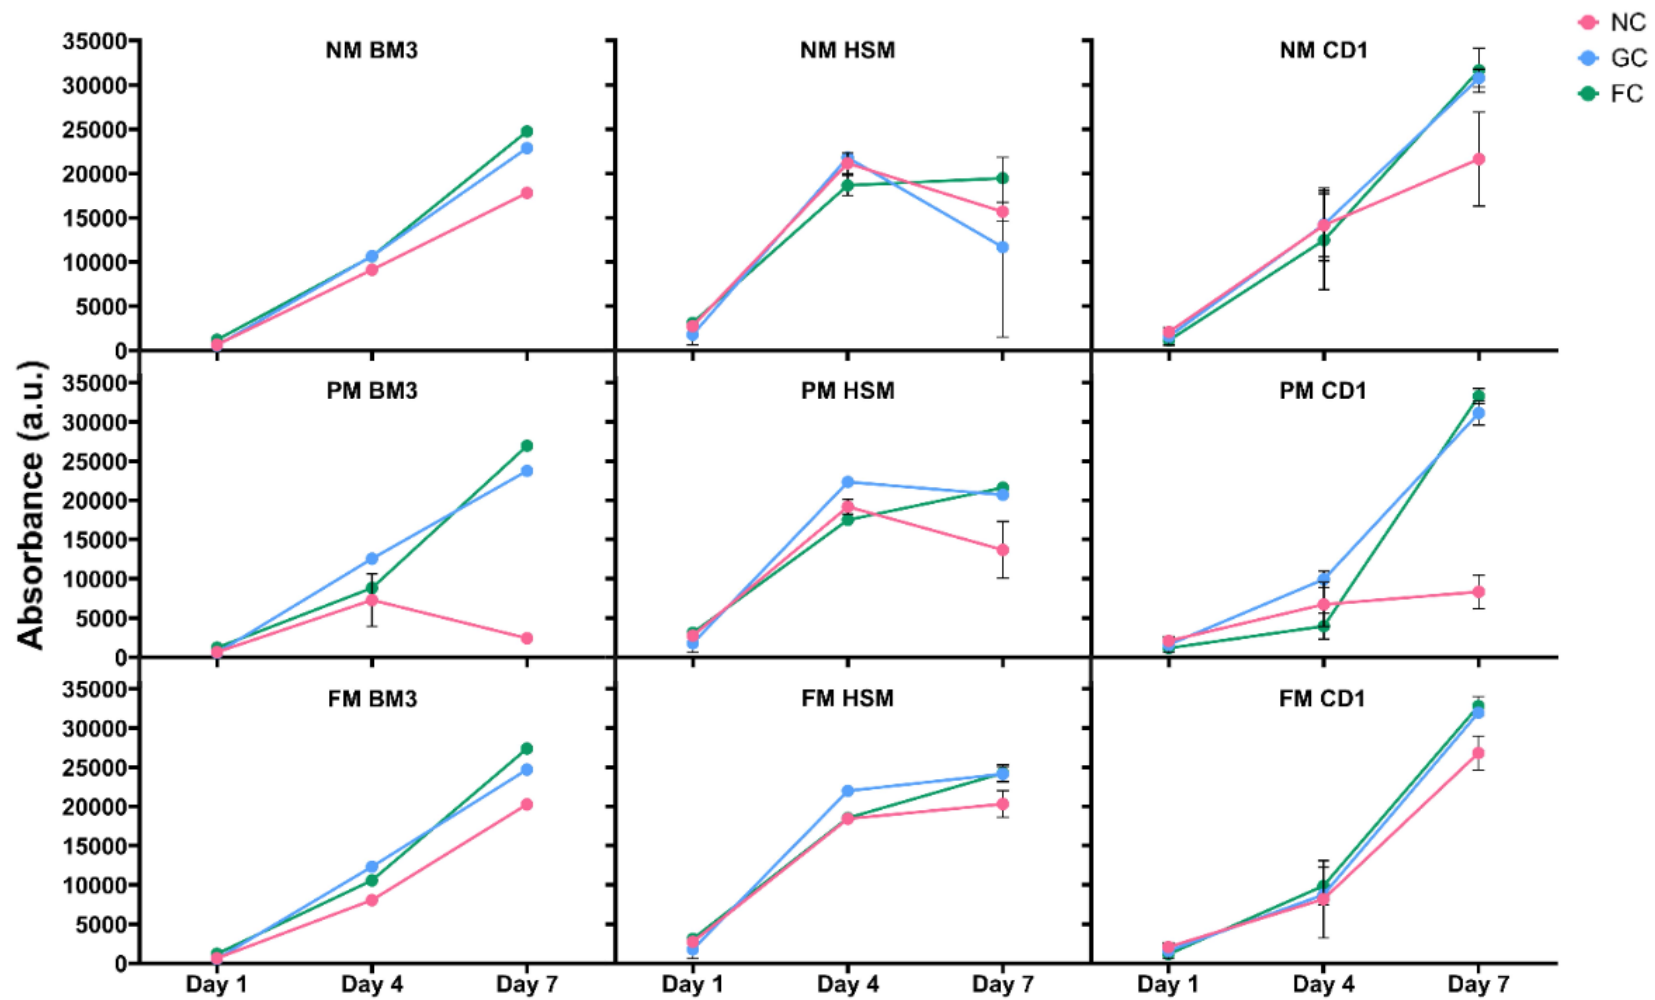 NC
GC
FC
Absorbance (a.u.)
NM BM3
NM HSM
NM CD1
35000
30000
25000
20000
15000
10000
5000
0
PM BM3
PM HSM
PM CD1
35000
30000
25000
20000
15000
10000
5000
0
FM BM3
FM HSM
FM CD1
35000
30000
25000
20000
15000
10000
5000
0
Day 1 Day 4 Day 7 Day 1 Day 4 Day 7 Day 1 Day 4 Day 7